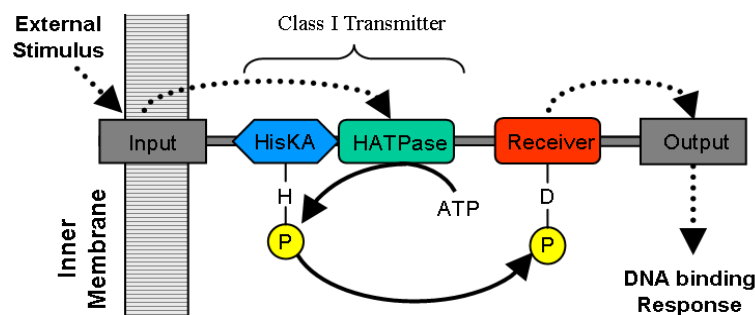 External
Stimulus
Class I Transmitter
Input
HisKA
HATPase
Receiver
Output
H
ATP
D
P
P
Inner
Membrane
DNA binding
Response